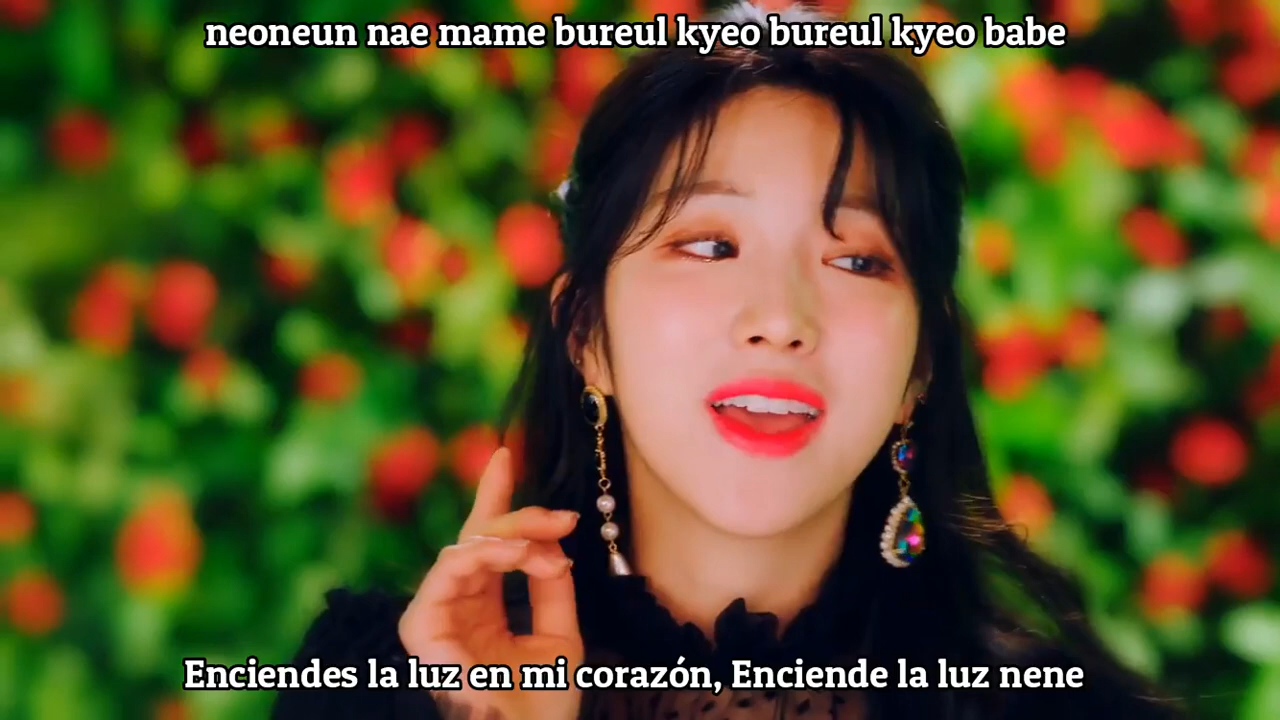 neoneun nae mame bureul kyeo bureul kyeo babe
Enciendes la luz en mi corazón, Enciende la luz nene